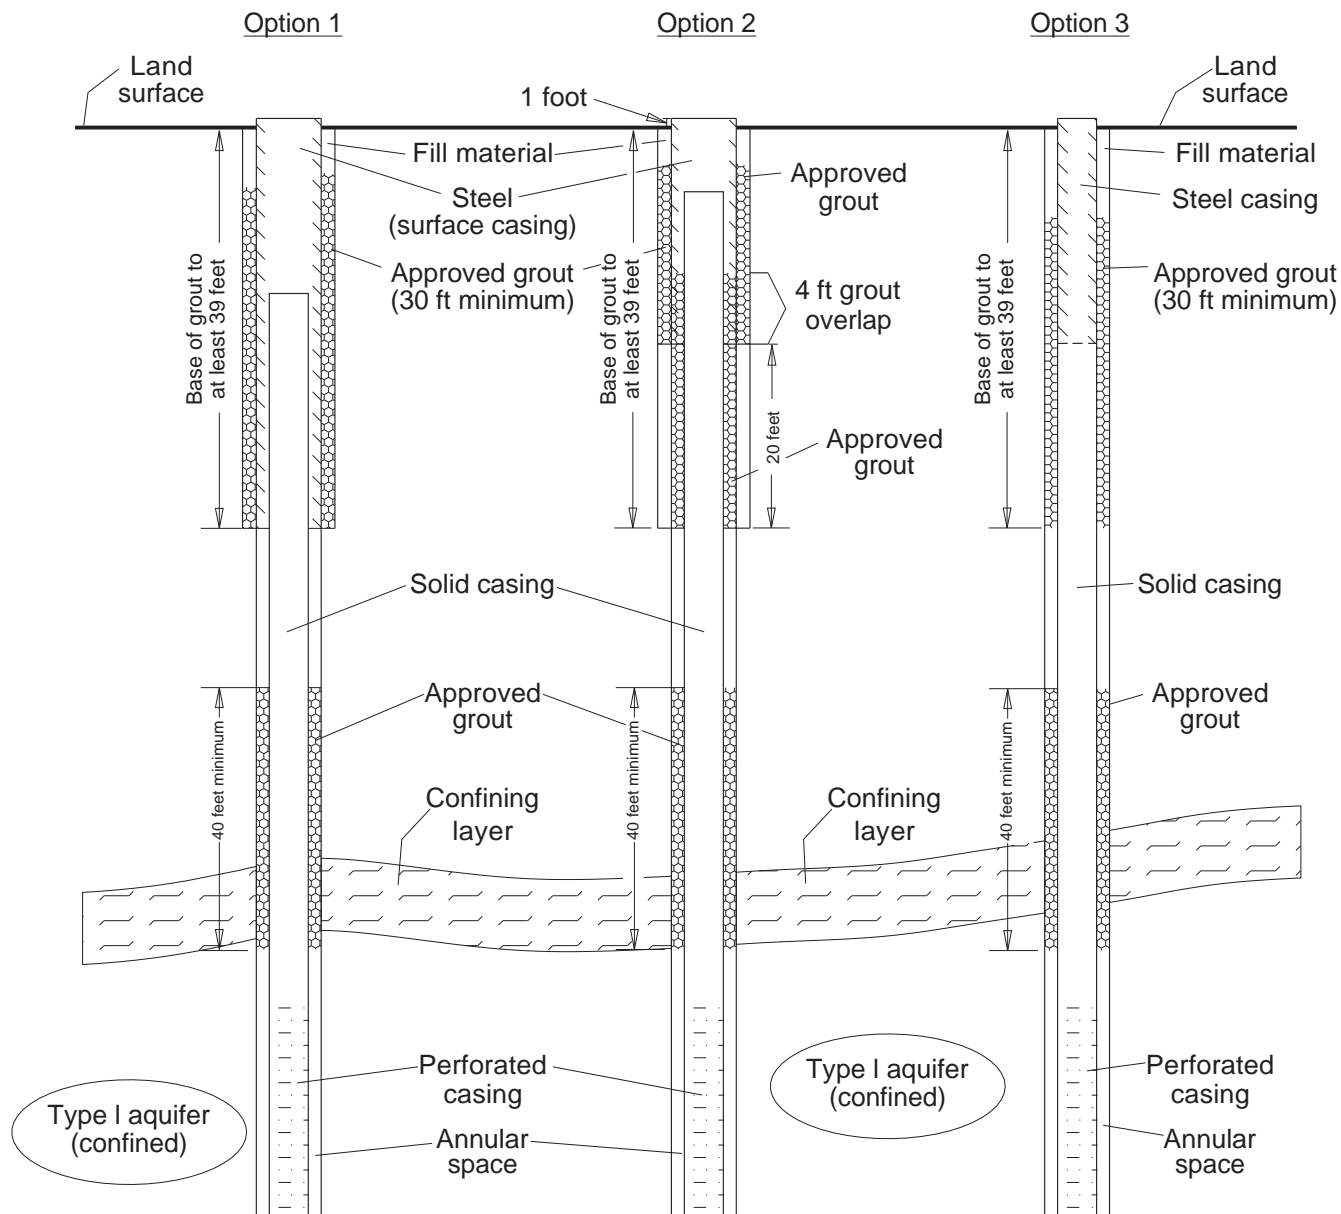 Option 1
Option 2
Option 3
Land
surface
1 foot
Land
surface
Fill material
Steel
(surface casing)
Approved grout
(30 ft minimum)
Base of grout to
at least 39 feet
Base of grout to
at least 39 feet
Approved
grout
4 ft grout
overlap
20 feet
Approved
grout
Base of grout to
at least 39 feet
Fill material
Steel casing
Approved grout
(30 ft minimum)
Solid casing
Solid casing
Approved
grout
40 feet minimum
40 feet minimum
40 feet minimum
Approved
grout
Confining
layer
Confining
layer
Type I aquifer
(confined)
Perforated
casing
Annular
space
Type I aquifer
(confined)
Perforated
casing
Annular
space